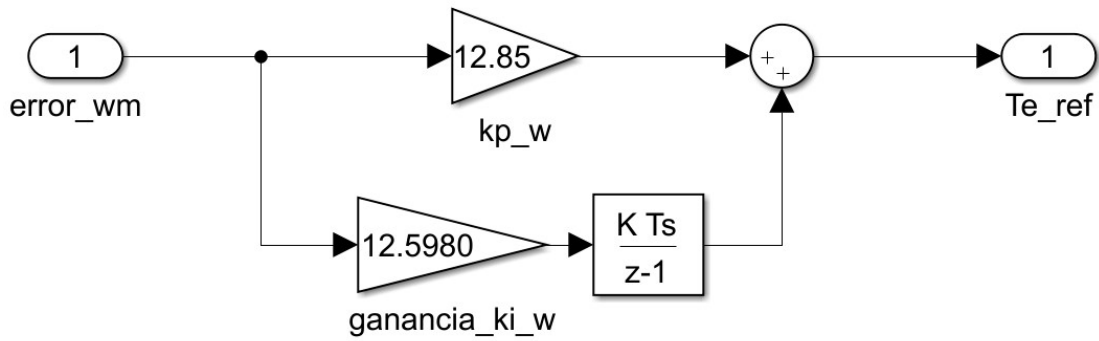 1
error_wm
12.85
kp_w
+
+
1
Te_ref
12.5980
ganancia_ki_w
K Ts
z-1